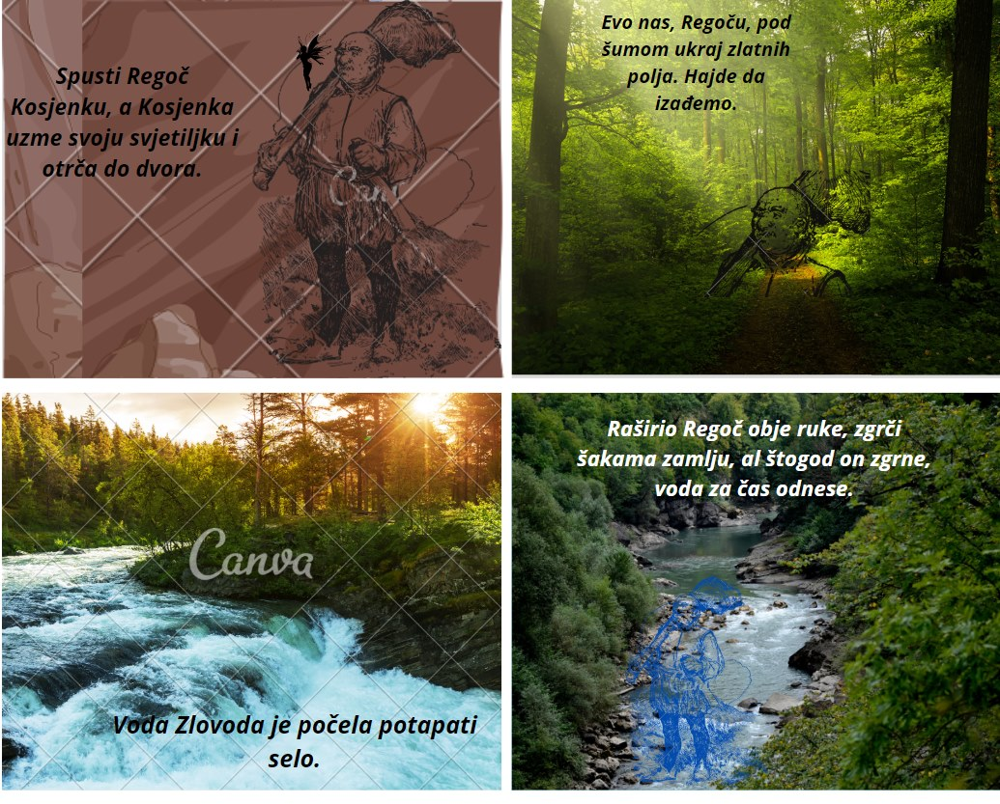 Spusti Regoč
Kosjenku, a Kosjenka
uzme svoju svjetiljku i
otrča do dvora.
Canv
Evo nas, Regoču, pod
šumom ukraj zlatnih
polja. Hajde da
izađemo.
Canva
Voda Zlovoda je počela potapati
selo.
Raširio Regoč obje ruke, zgrči
šakama zamlju, al štogod on zgrne,
voda za čas odnese.